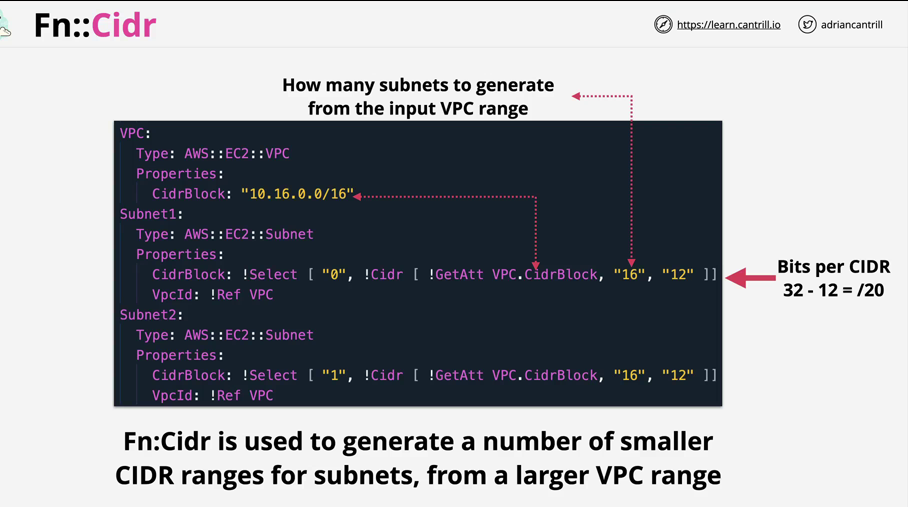 Fn::Cidr
https://learn.cantrill.io
adriancantrill
How many subnets to generate
from the input VPC range
VPC:
Type: AWS::EC2::VPC
Properties:
CidrBlock: "10.16.0.0/16"
Subnet1:
Type: AWS::EC2::Subnet
Properties:
CidrBlock: !Select [ "0", !Cidr [ !GetAtt VPC.CidrBlock, "16", "12" ]]
VpcId: !Ref VPC
Subnet2:
Type: AWS::EC2::Subnet
Properties:
CidrBlock: !Select [ "1", !Cidr [ !GetAtt VPC.CidrBlock, "16", "12" ]]
VpcId: !Ref VPC
Bits per CIDR
32 - 12 = /20
Fn:Cidr is used to generate a number of smaller
CIDR ranges for subnets, from a larger VPC range